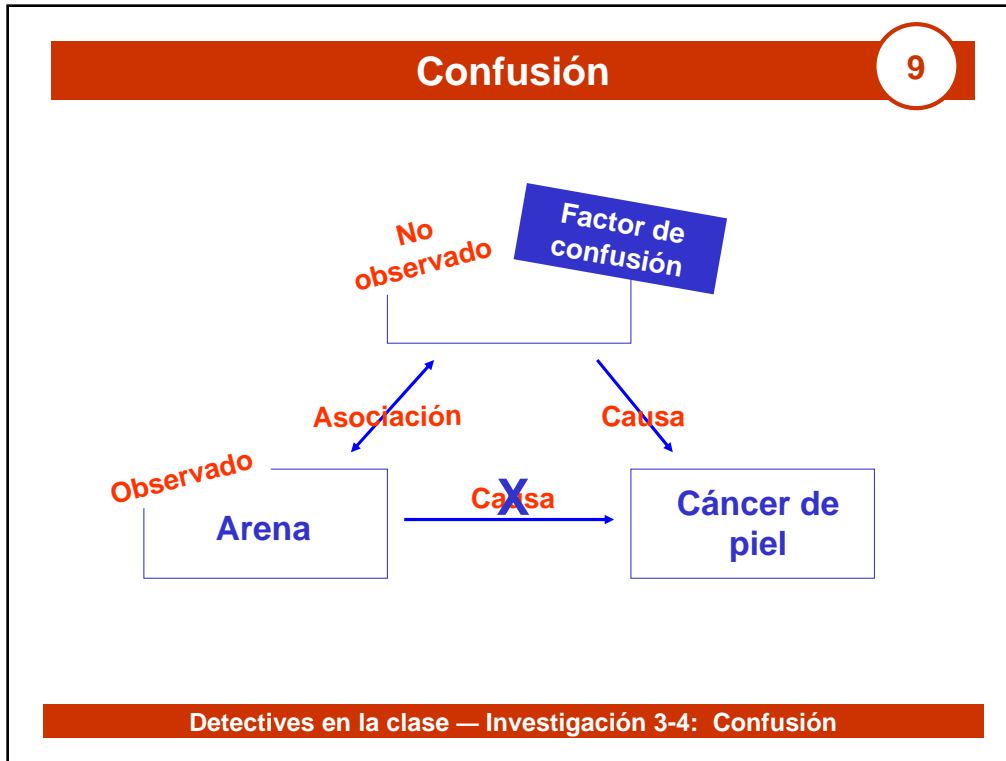 Confusión
9
No
observado
Factor de
confusión
Asociación
Causa
Observado
Arena
Causa
X
Cáncer de
piel
Detectives en la clase — Investigación 3-4: Confusión